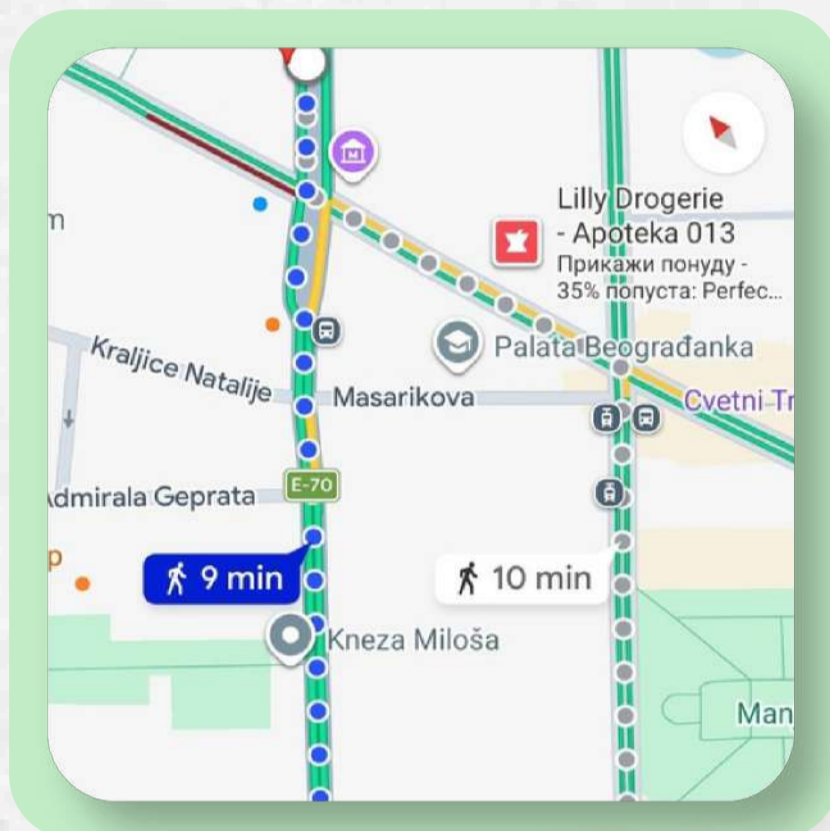 m
Lilly Drogerie
- Apoteka 013
Прикажи понуду -
35% попуста: Perfec...
Palata Beograđanka
Kraljice Natalije
Masarikova
Cvetni Tr
E-70
Admirala Geprata
p
9 min
10 min
Kneza Miloša
Man